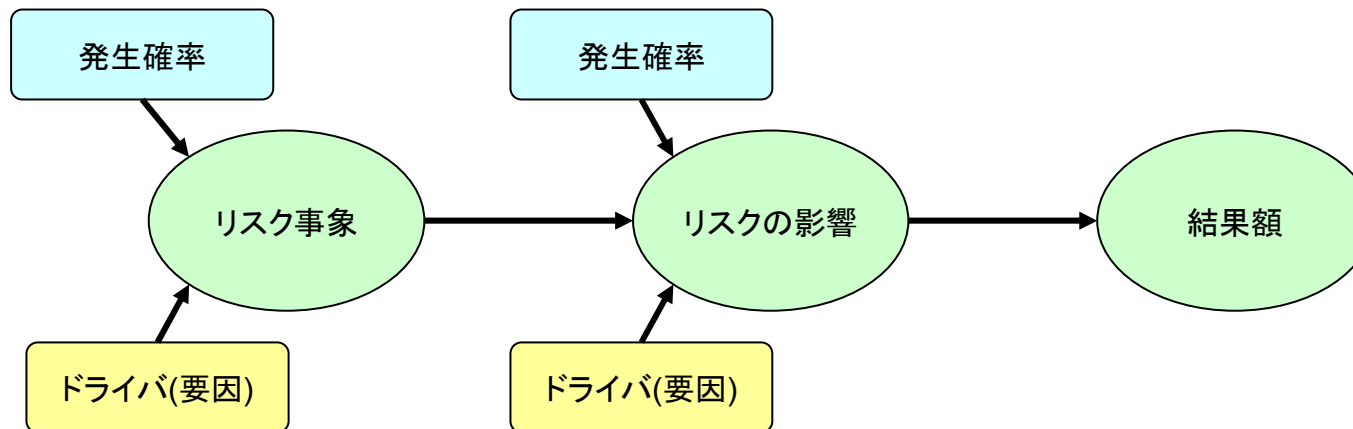 発生確率
発生確率
リスク事象
リスクの影響
結果額
ドライバ(要因)
ドライバ(要因)